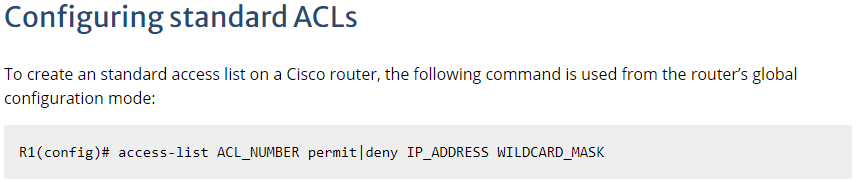 Configuring standard ACLs
To create an standard access list on a Cisco router, the following command is used from the router’s global
configuration mode:
R1(config)# access-list ACL_NUMBER permit|deny IP_ADDRESS WILDCARD_MASK